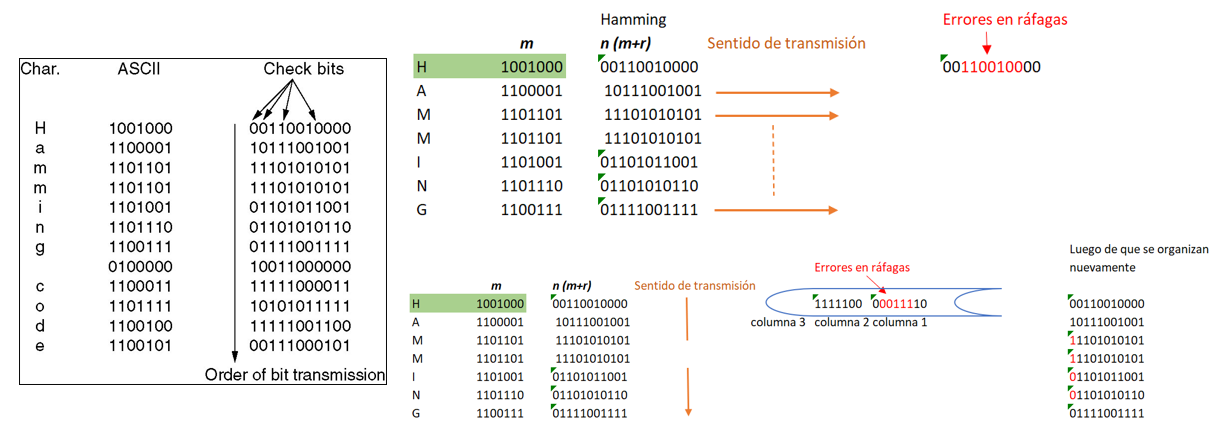 Char. ASCII Check bits
H 1001000 00110010000
a 1100001 10111001001
m 1101101 11101010101
m 1101101 11101010101
i 1101001 01101011001
n 1101110 01101010110
g 1100111 01111001111
0100000 10011000000
c 1100011 11111000011
o 1101111 10101011111
d 1100100 11111001100
e 1100101 00111000101
Order of bit transmission
Hamming
m n (m+r) Sentido de transmisión
H 1001000 00110010000
A 1100001 10111001001
M 1101101 11101010101
M 1101101 11101010101
I 1101001 01101011001
N 1101110 01101010110
G 1100111 01111001111
Errores en ráfagas
00110010000
m n (m+r) Sentido de transmisión
H 1001000 00110010000
A 1100001 10111001001
M 1101101 11101010101
M 1101101 11101010101
I 1101001 01101011001
N 1101110 01101010110
G 1100111 01111001111
Errores en ráfagas
1111100 00011110
columna 3 columna 2 columna 1
Luego de que se organizan
nuevamente
00110010000
10111001001
11101010101
11101010101
01101011001
01101010110
01111001111